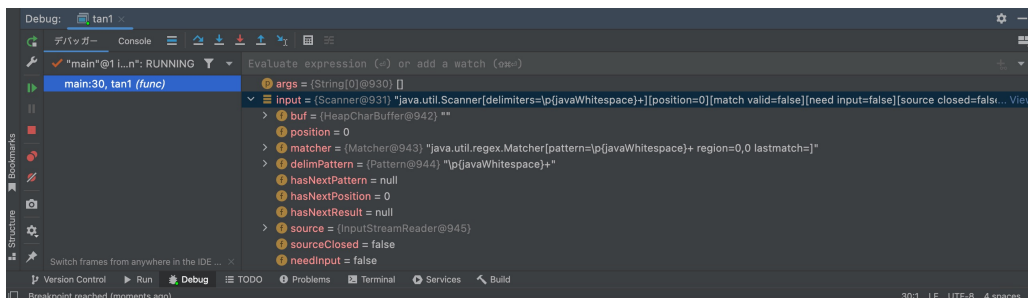 Debug: tan1
デバッガー Console
"main"@1 i...n": RUNNING
Evaluate expression (⏎) or add a watch (⇧⌘⏎)
main:30, tan1 (func)
args = {String[0]@930} []
input = {Scanner@931} "java.util.Scanner[delimiters=\p{javaWhitespace}+][position=0][match valid=false][need input=false][source closed=false... View
buf = {HeapCharBuffer@942} ""
position = 0
matcher = {Matcher@943} "java.util.regex.Matcher[pattern=\p{javaWhitespace}+ region=0,0 lastmatch=]"
delimPattern = {Pattern@944} "\p{javaWhitespace}+"
hasNextPattern = null
hasNextPosition = 0
hasNextResult = null
source = {InputStreamReader@945}
sourceClosed = false
needInput = false
Bookmarks
Structure
Switch frames from anywhere in the IDE ...
Version Control Run Debug TODO Problems Terminal Services Build
Breakpoint reached (moments ago) 30:1 LF UTF-8 4 spaces